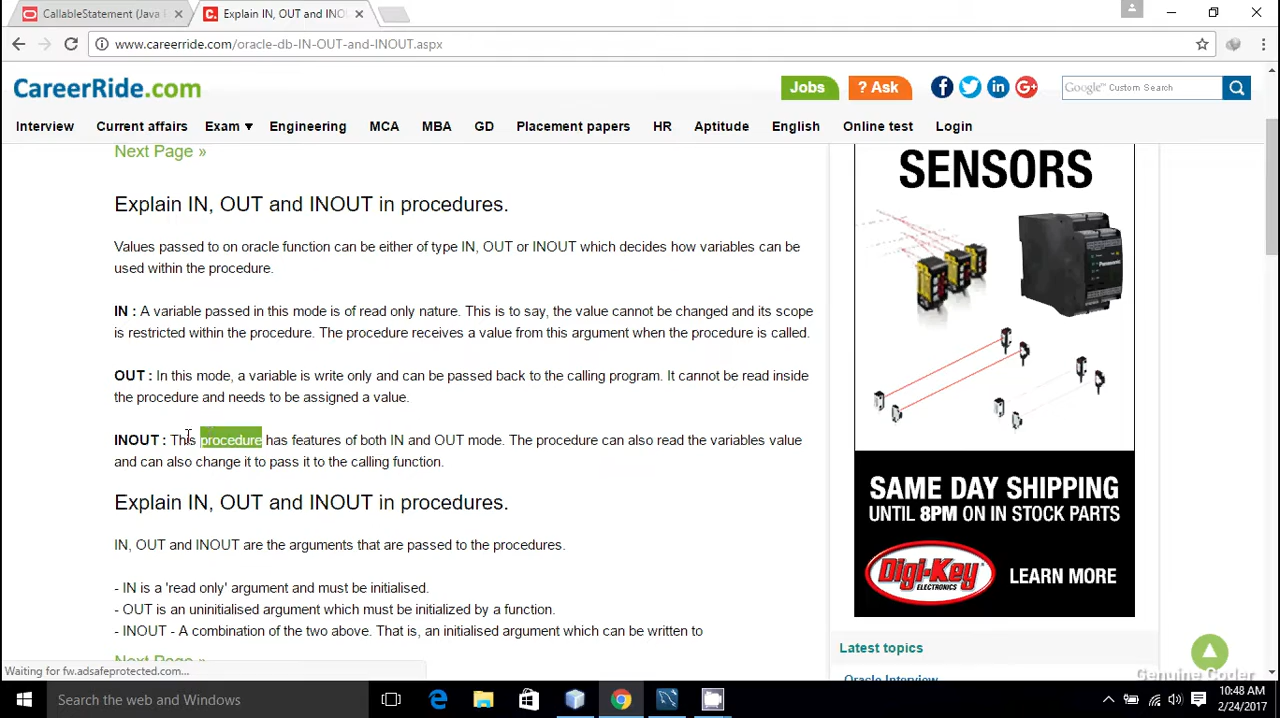 CallableStatement (Java
Explain IN, OUT and INO
www.careerride.com/oracle-db-IN-OUT-and-INOUT.aspx
CareerRide.com
Jobs
? Ask
Google Custom Search
Interview Current affairs Exam Engineering MCA MBA GD Placement papers HR Aptitude English Online test Login
Next Page »
Explain IN, OUT and INOUT in procedures.
Values passed to on oracle function can be either of type IN, OUT or INOUT which decides how variables can be
used within the procedure.
IN : A variable passed in this mode is of read only nature. This is to say, the value cannot be changed and its scope
is restricted within the procedure. The procedure receives a value from this argument when the procedure is called.
OUT : In this mode, a variable is write only and can be passed back to the calling program. It cannot be read inside
the procedure and needs to be assigned a value.
INOUT : This procedure has features of both IN and OUT mode. The procedure can also read the variables value
and can also change it to pass it to the calling function.
Explain IN, OUT and INOUT in procedures.
IN, OUT and INOUT are the arguments that are passed to the procedures.
- IN is a 'read only' argument and must be initialised.
- OUT is an uninitialised argument which must be initialized by a function.
- INOUT - A combination of the two above. That is, an initialised argument which can be written to
Next Page »
SENSORS
Panasonic
SAME DAY SHIPPING
UNTIL 8PM ON IN STOCK PARTS
Digi-Key
ELECTRONICS
LEARN MORE
Latest topics
Oracle Interview
Waiting for fw.adsafeprotected.com...
Genuine Coder
Search the web and Windows
10:48 AM
2/24/2017